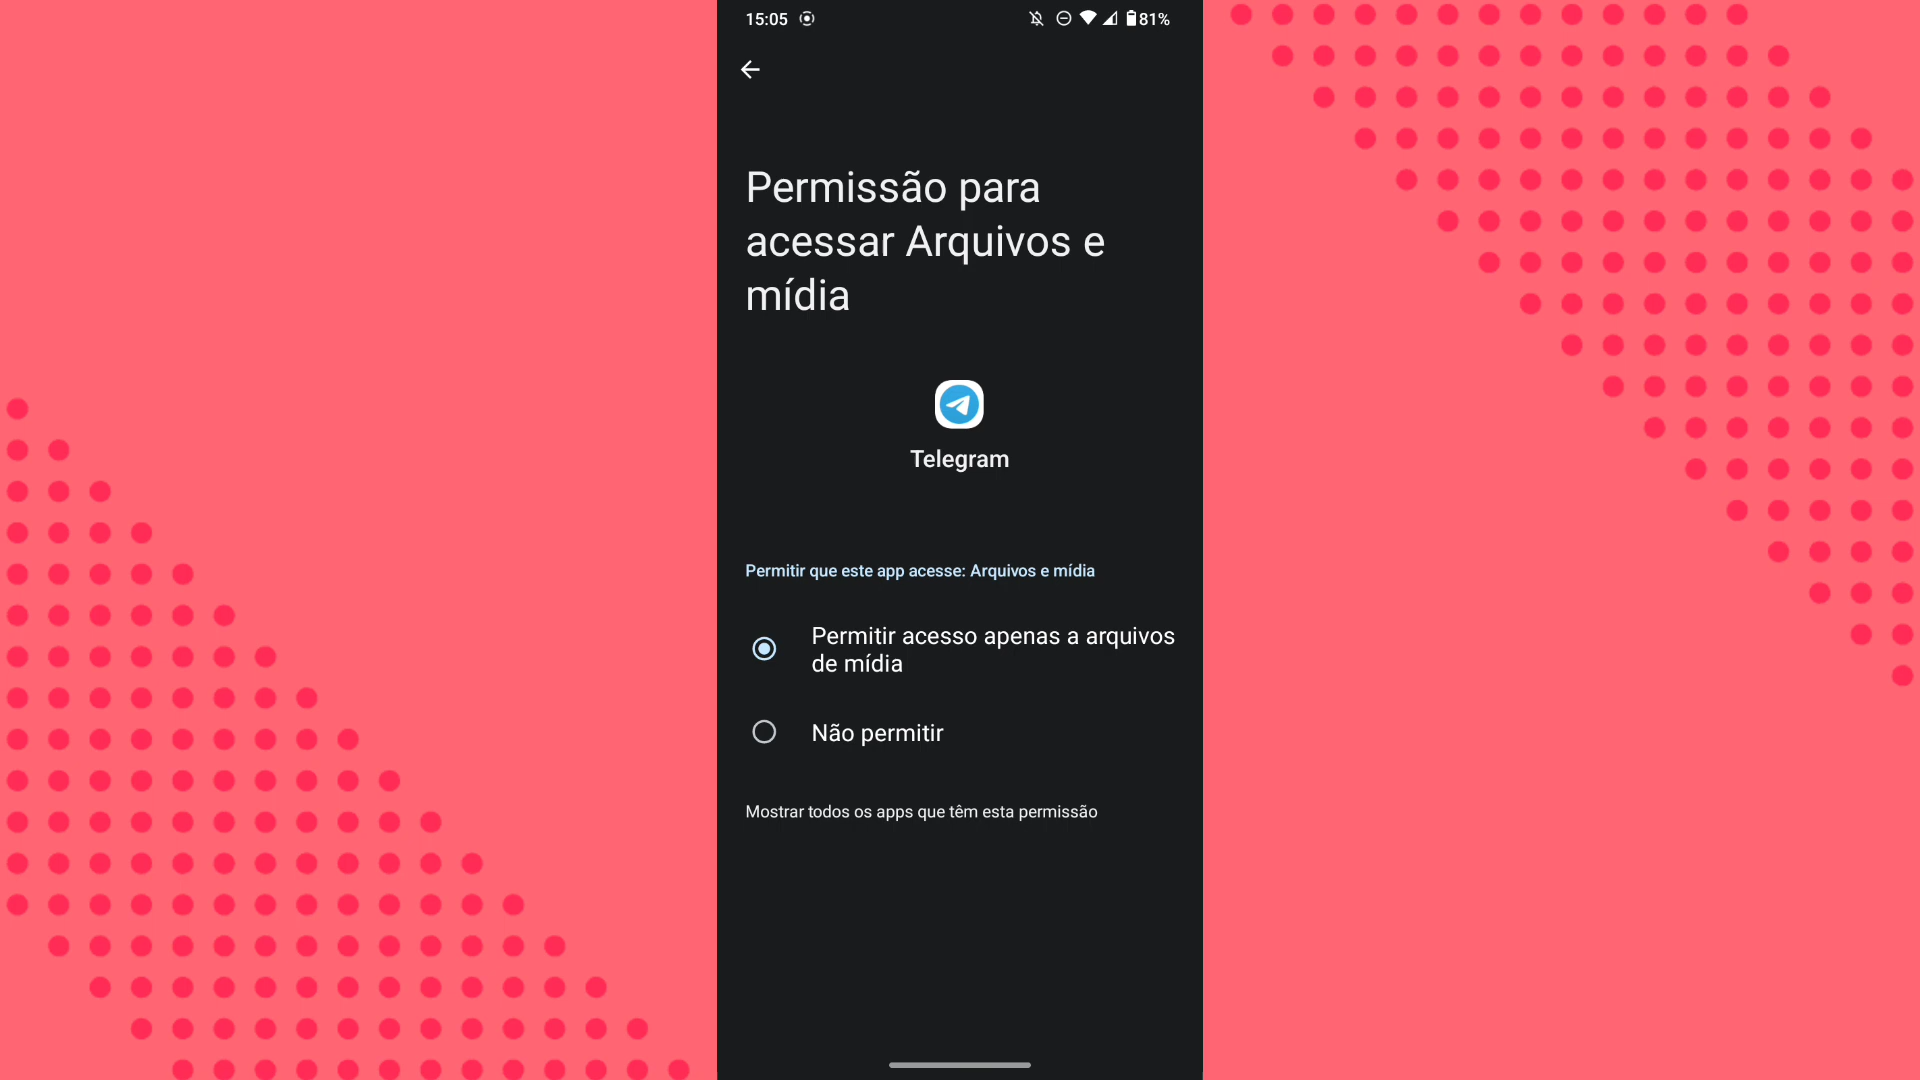 15:05
81%
Permissão para
acessar Arquivos e
mídia
Telegram
Permitir que este app acesse: Arquivos e mídia
Permitir acesso apenas a arquivos
de mídia
Não permitir
Mostrar todos os apps que têm esta permissão